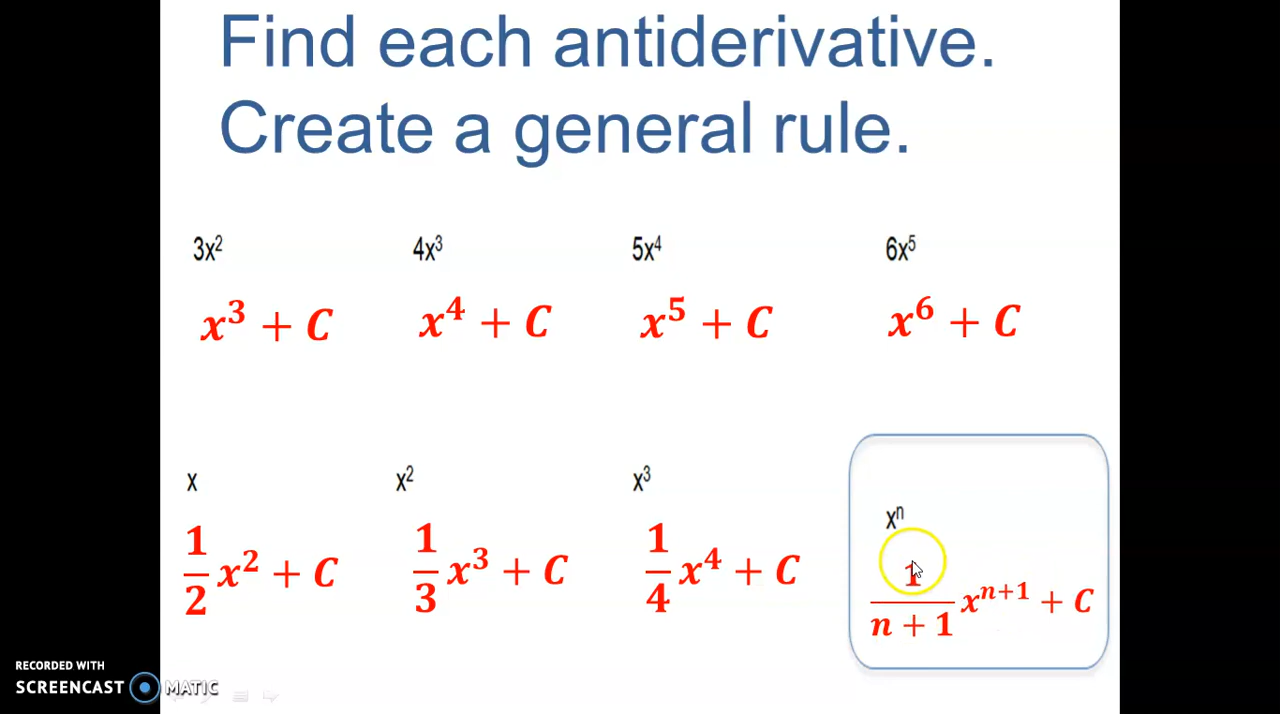 Find each antiderivative.
Create a general rule.
3x² 4x³ 5x⁴ 6x⁵
x³ + C x⁴ + C x⁵ + C x⁶ + C
x x² x³ xⁿ
1/2 x² + C 1/3 x³ + C 1/4 x⁴ + C 1/(n + 1) xⁿ⁺¹ + C
RECORDED WITH
SCREENCAST MATIC